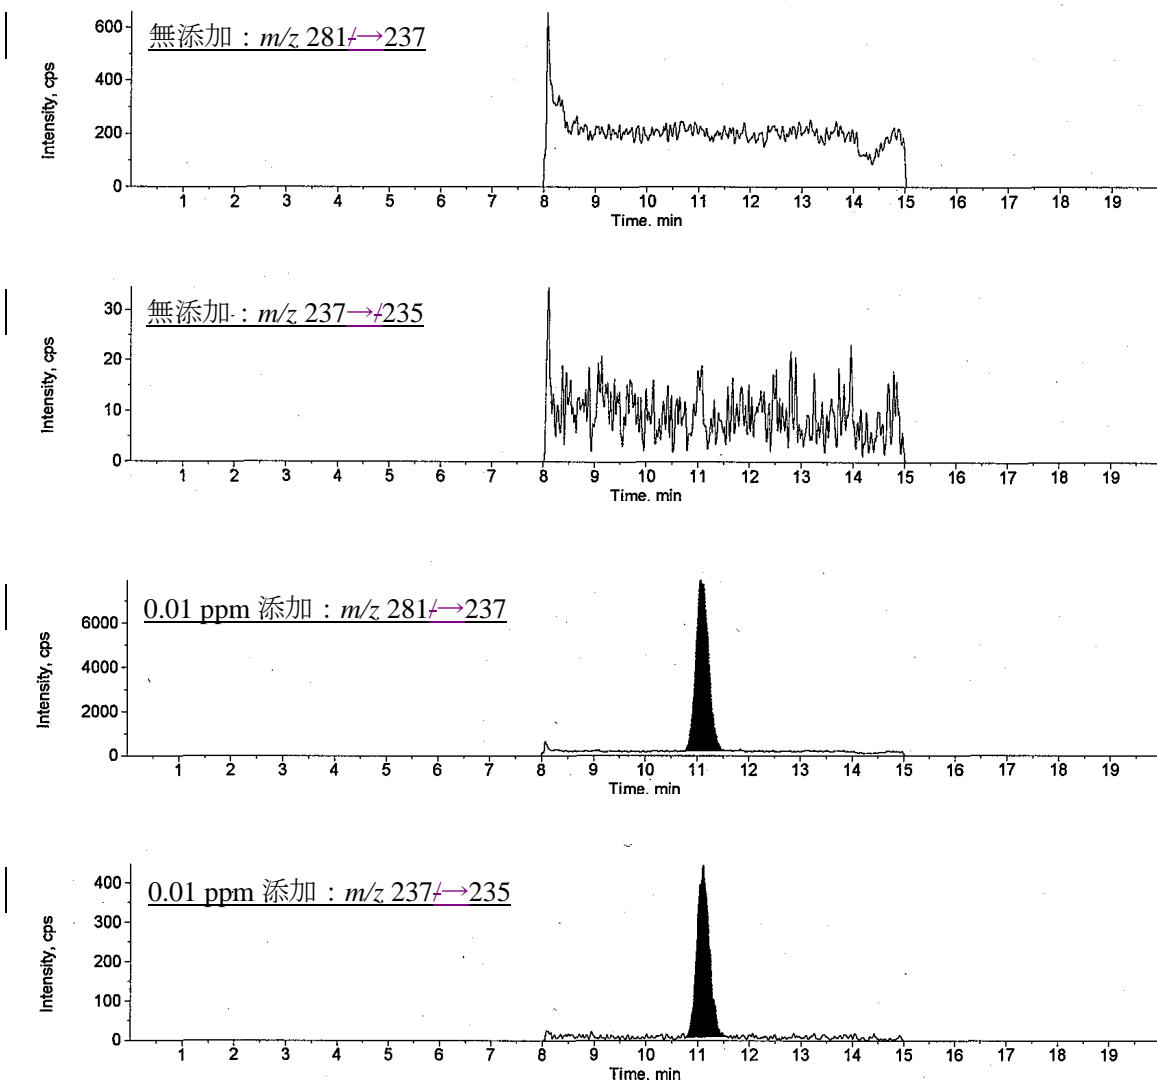 無添加：m/z 281/→237
600
400
200
0
Intensity, cps
1 2 3 4 5 6 7 8 9 10 11 12 13 14 15 16 17 18 19
Time, min
無添加：m/z 237→/235
30
20
10
0
Intensity, cps
1 2 3 4 5 6 7 8 9 10 11 12 13 14 15 16 17 18 19
Time, min
0.01 ppm 添加：m/z 281/→237
6000
4000
2000
0
Intensity, cps
1 2 3 4 5 6 7 8 9 10 11 12 13 14 15 16 17 18 19
Time, min
0.01 ppm 添加：m/z 237/→235
400
300
200
100
0
Intensity, cps
1 2 3 4 5 6 7 8 9 10 11 12 13 14 15 16 17 18 19
Time, min